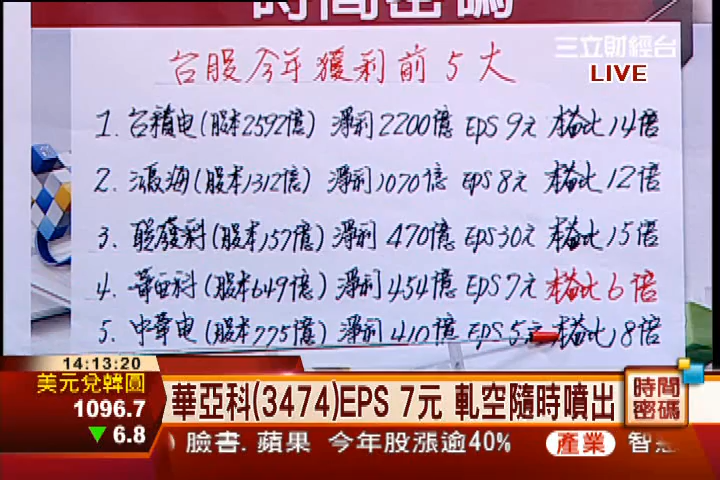 時間密碼
三立財經台
LIVE
台股今年獲利前5大
1. 台積电(股本2592億) 淨利2200億 EPS 9元 本益比14倍
2. 鴻海(股本1312億) 淨利1070億 EPS 8元 本益比12倍
3. 聯發科(股本157億) 淨利470億 EPS 30元 本益比15倍
4. 華亞科(股本649億) 淨利454億 EPS 7元 本益比6倍
5. 中華电(股本775億) 淨利410億 EPS 5元 本益比18倍
14:13:20
美元兌韓圓
1096.7
▼6.8
華亞科(3474)EPS 7元 軋空隨時噴出
時間
密碼
臉書.蘋果 今年股漲逾40% 產業 智慧